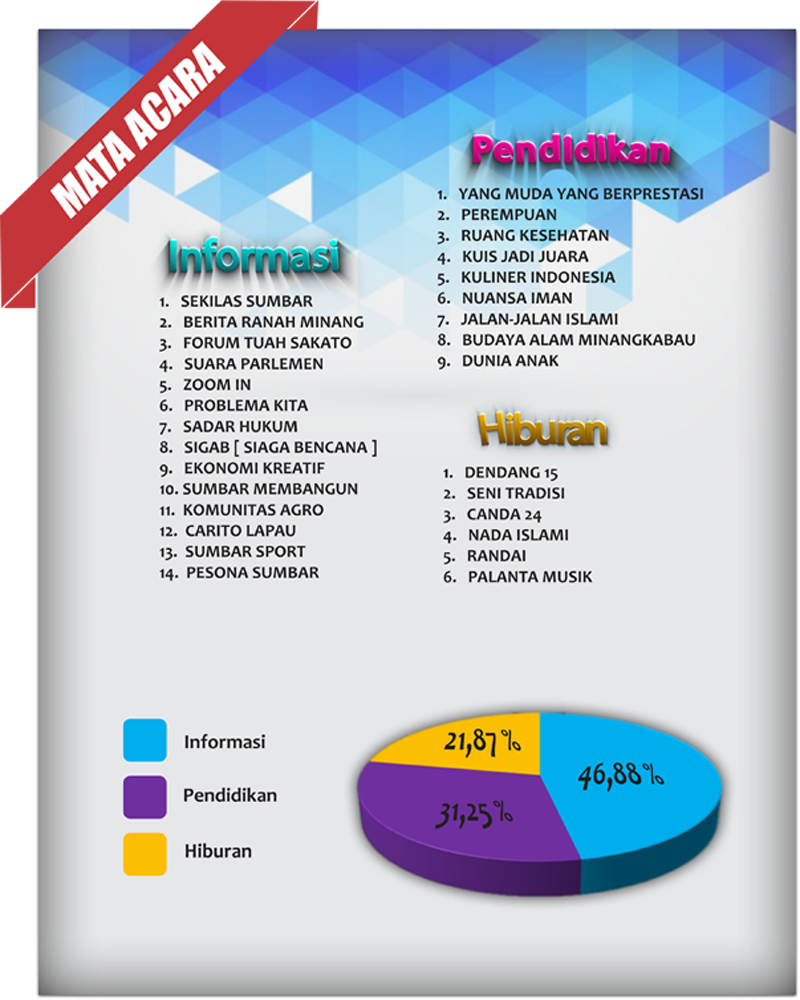 MATA ACARA
Informasi
1. SEKILAS SUMBAR
2. BERITA RANAH MINANG
3. FORUM TUAH SAKATO
4. SUARA PARLEMEN
5. ZOOM IN
6. PROBLEMA KITA
7. SADAR HUKUM
8. SIGAB [ SIAGA BENCANA ]
9. EKONOMI KREATIF
10. SUMBAR MEMBANGUN
11. KOMUNITAS AGRO
12. CARITO LAPAU
13. SUMBAR SPORT
14. PESONA SUMBAR
Pendidikan
1. YANG MUDA YANG BERPRESTASI
2. PEREMPUAN
3. RUANG KESEHATAN
4. KUIS JADI JUARA
5. KULINER INDONESIA
6. NUANSA IMAN
7. JALAN-JALAN ISLAMI
8. BUDAYA ALAM MINANGKABAU
9. DUNIA ANAK
Hiburan
1. DENDANG 15
2. SENI TRADISI
3. CANDA 24
4. NADA ISLAMI
5. RANDAI
6. PALANTA MUSIK
Informasi
Pendidikan
Hiburan
21,87%
46,88%
31,25%